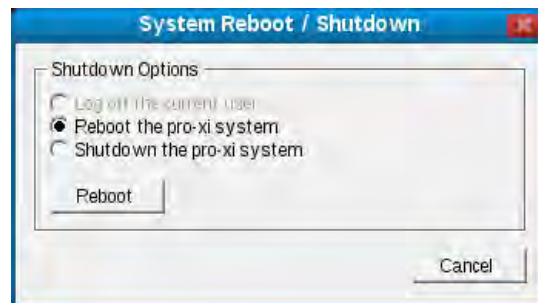 System Reboot / Shutdown
Shutdown Options
Log off the current user
Reboot the pro-xi system
Shutdown the pro-xi system
Reboot
Cancel